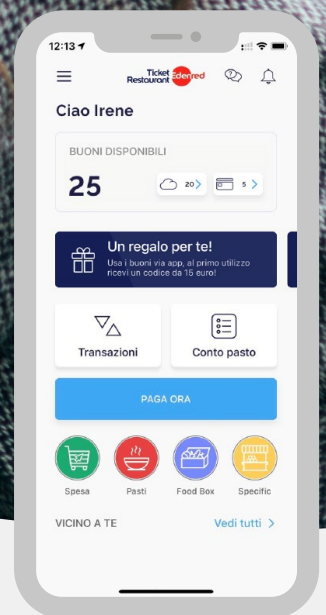 12:13
Ticket
Restaurant Edenred
Ciao Irene
BUONI DISPONIBILI
25
20 >
5 >
Un regalo per te!
Usa i buoni via app, al primo utilizzo
ricevi un codice da 15 euro!
Transazioni
Conto pasto
PAGA ORA
Spesa
Pasti
Food Box
Specific
VICINO A TE
Vedi tutti >